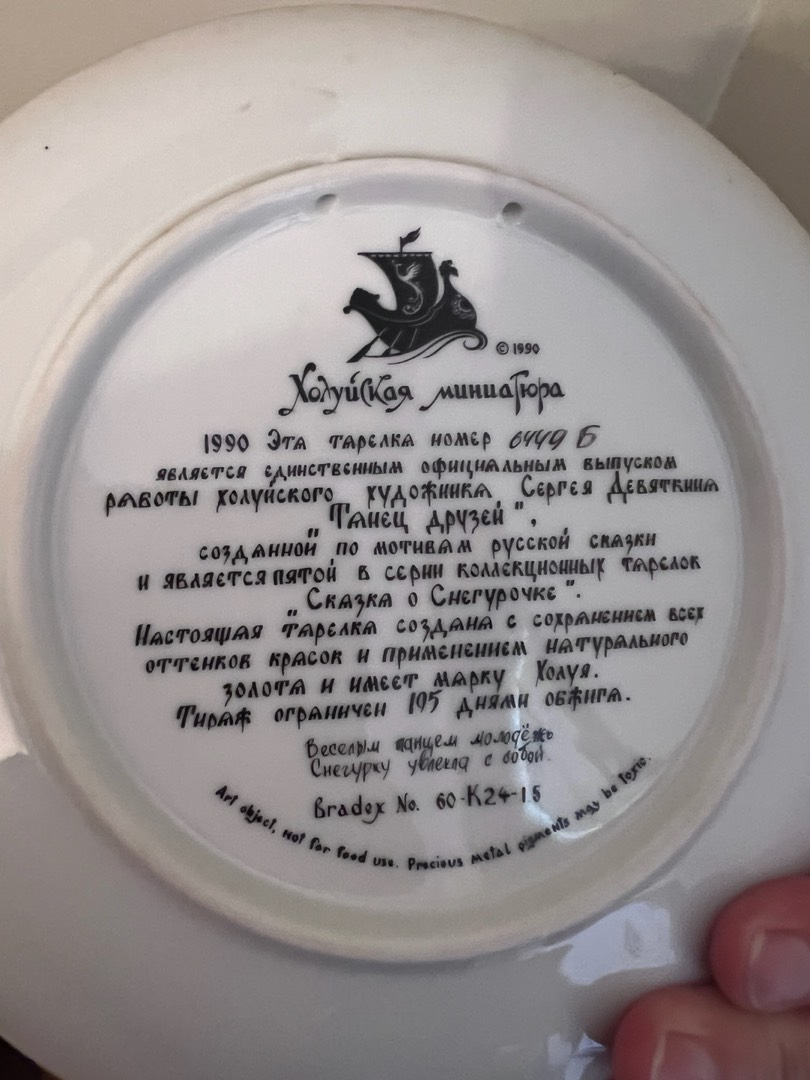 © 1990
Холуйская миниатюра
1990 Эта тарелка номер 6449 Б
является единственным официальным выпуском
работы холуйского художника Сергея Девяткина
„Танец друзей",
созданной по мотивам русской сказки
и является пятой в серии коллекционных тарелок
„Сказка о Снегурочке".
Настоящая тарелка создана с сохранением всех
оттенков красок и применением натурального
золота и имеет марку Холуя.
Тираж ограничен 195 днями обжига.
Веселым танцем молодёжь
Снегурку увлекла с собой.
Bradex No. 60-K24-1.5
Art object, not for food use. Precious metal pigments may be toxic.